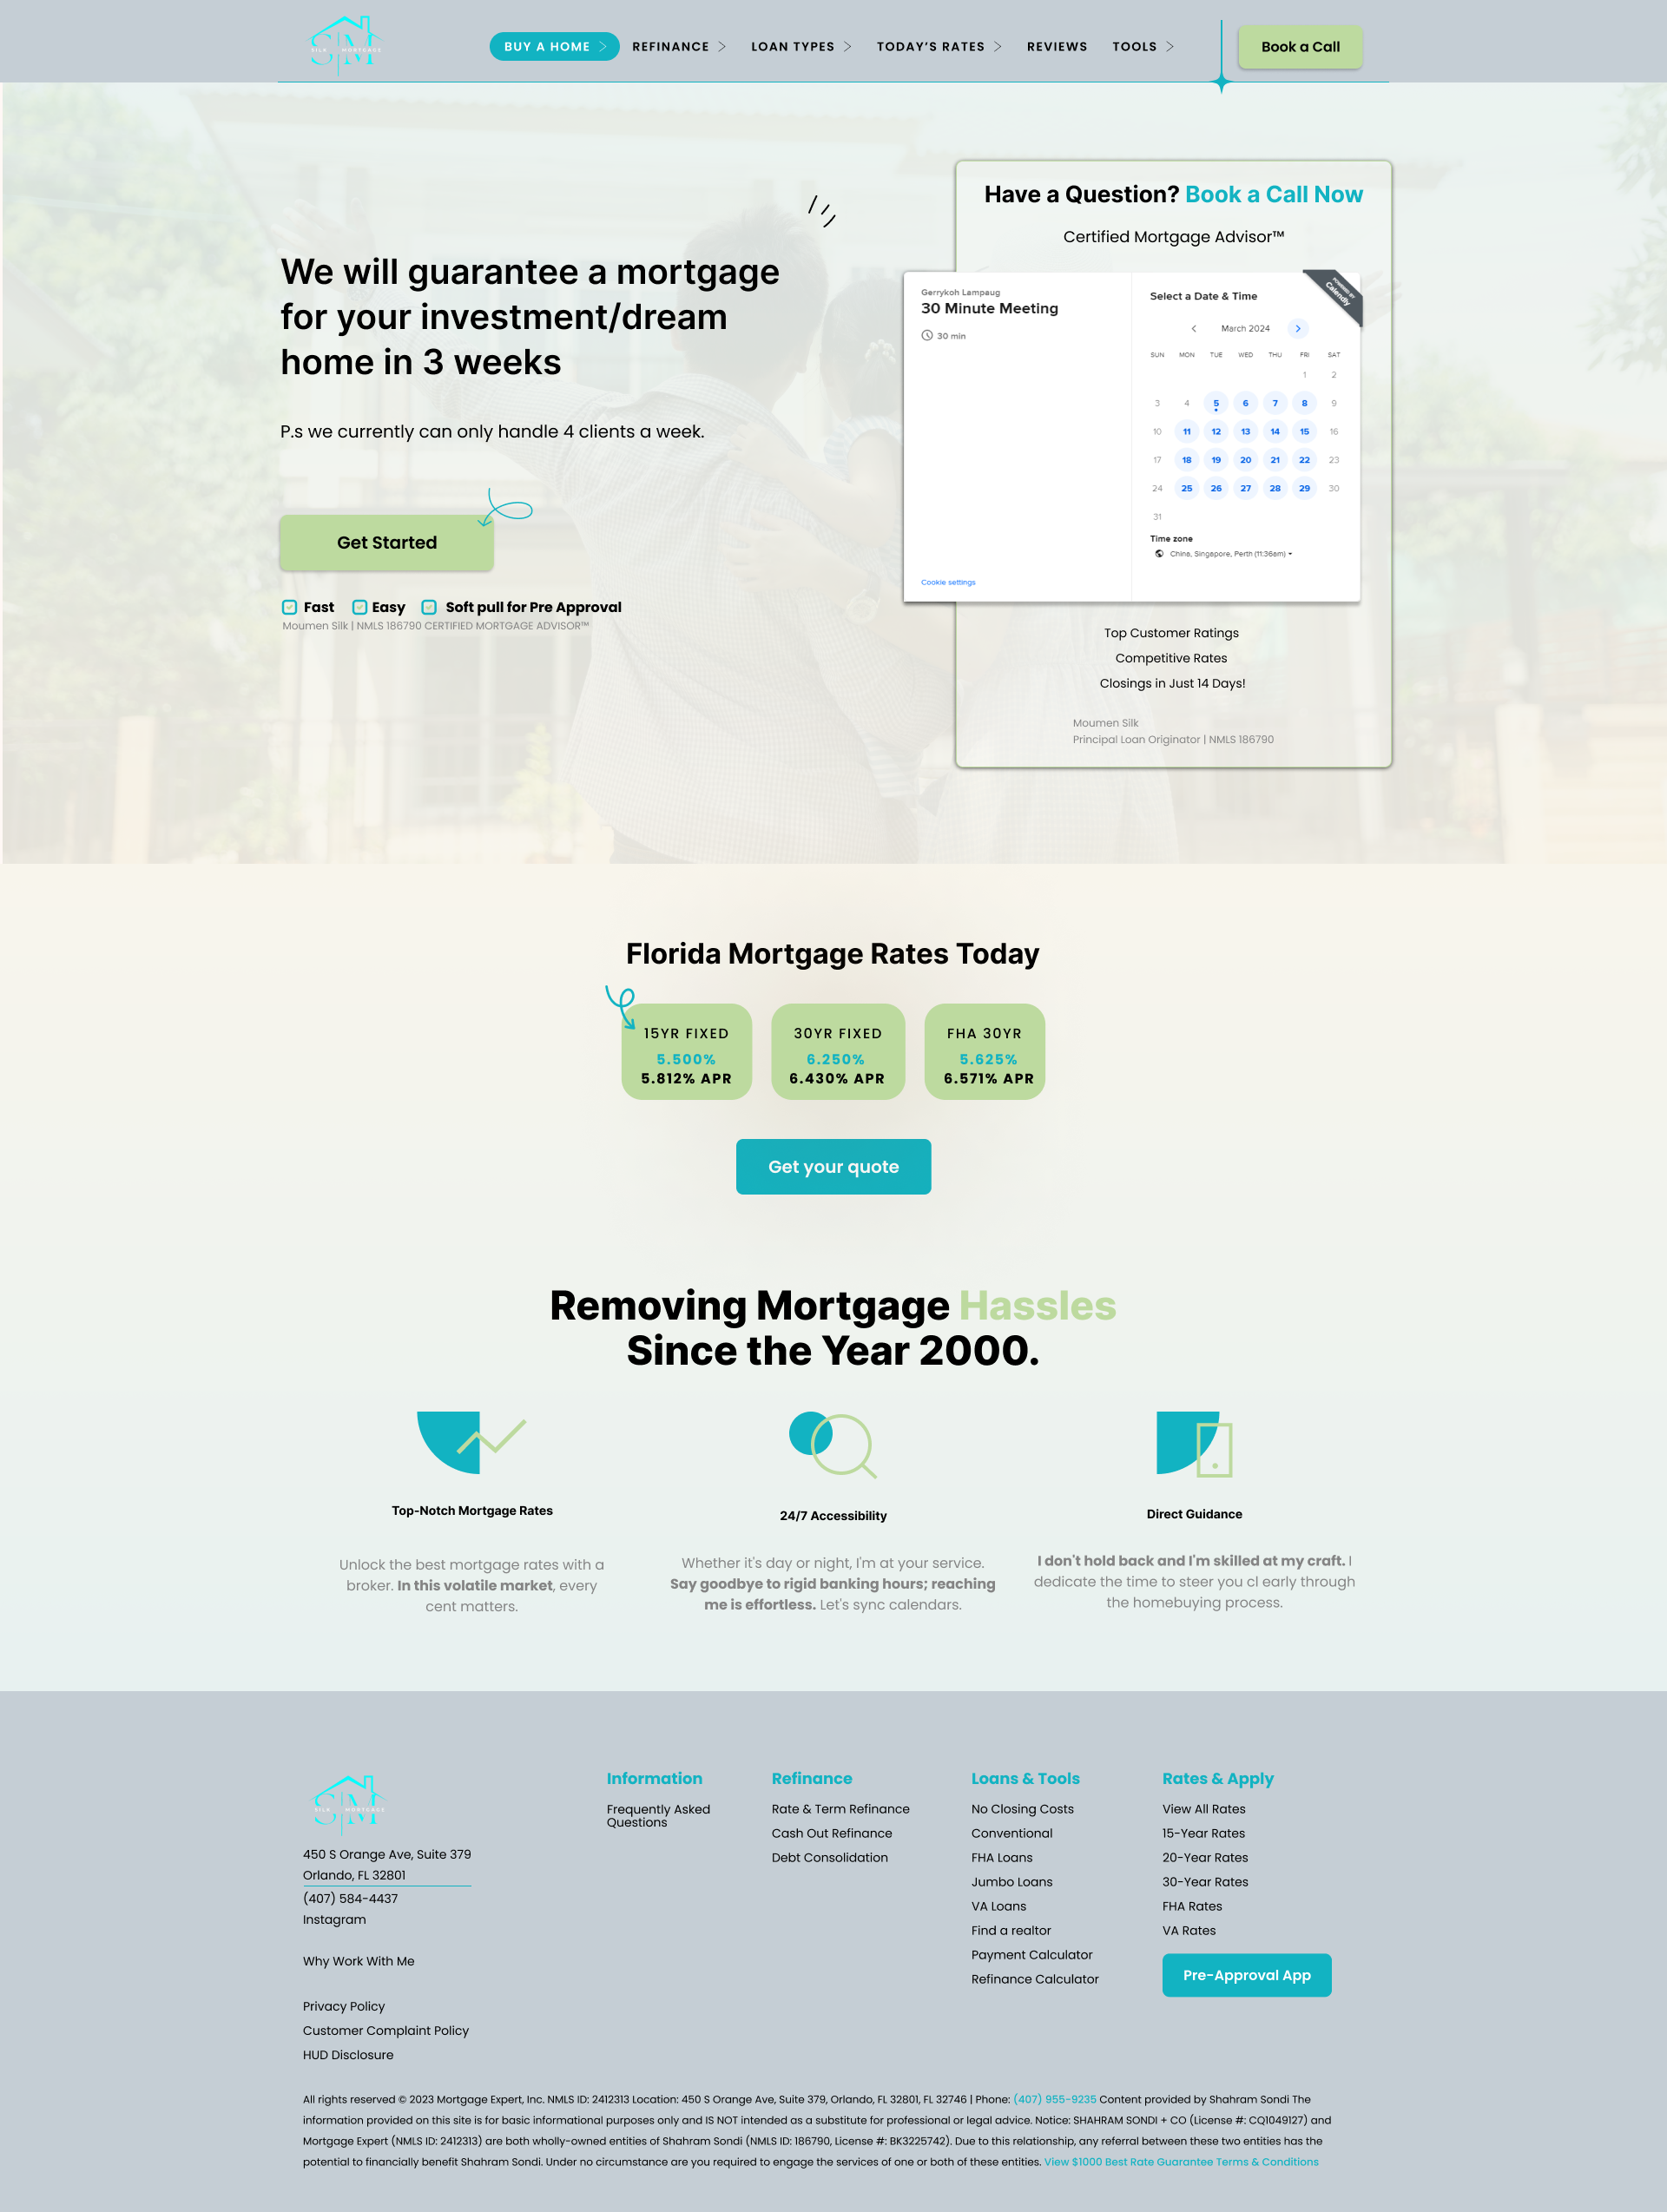 S M
SILK MORTGAGE
BUY A HOME
REFINANCE
LOAN TYPES
TODAY'S RATES
REVIEWS
TOOLS
Book a Call
We will guarantee a mortgage
for your investment/dream
home in 3 weeks
P.s we currently can only handle 4 clients a week.
Get Started
Fast Easy Soft pull for Pre Approval
Moumen Silk | NMLS 186790 CERTIFIED MORTGAGE ADVISOR™
Have a Question? Book a Call Now
Certified Mortgage Advisor™
Gerrykoh Lampaug
30 Minute Meeting
30 min
Cookie settings
POWERED BY
Calendly
Select a Date & Time
March 2024
SUN MON TUE WED THU FRI SAT
1 2
3 4 5 6 7 8 9
10 11 12 13 14 15 16
17 18 19 20 21 22 23
24 25 26 27 28 29 30
31
Time zone
China, Singapore, Perth (11:36am)
Top Customer Ratings
Competitive Rates
Closings in Just 14 Days!
Moumen Silk
Principal Loan Originator | NMLS 186790
Florida Mortgage Rates Today
15YR FIXED
5.500%
5.812% APR
30YR FIXED
6.250%
6.430% APR
FHA 30YR
5.625%
6.571% APR
Get your quote
Removing Mortgage Hassles
Since the Year 2000.
Top-Notch Mortgage Rates
Unlock the best mortgage rates with a
broker. In this volatile market, every
cent matters.
24/7 Accessibility
Whether it's day or night, I'm at your service.
Say goodbye to rigid banking hours; reaching
me is effortless. Let's sync calendars.
Direct Guidance
I don't hold back and I'm skilled at my craft. I
dedicate the time to steer you cl early through
the homebuying process.
S M
SILK MORTGAGE
450 S Orange Ave, Suite 379
Orlando, FL 32801
(407) 584-4437
Instagram
Why Work With Me
Privacy Policy
Customer Complaint Policy
HUD Disclosure
Information
Frequently Asked
Questions
Refinance
Rate & Term Refinance
Cash Out Refinance
Debt Consolidation
Loans & Tools
No Closing Costs
Conventional
FHA Loans
Jumbo Loans
VA Loans
Find a realtor
Payment Calculator
Refinance Calculator
Rates & Apply
View All Rates
15-Year Rates
20-Year Rates
30-Year Rates
FHA Rates
VA Rates
Pre-Approval App
All rights reserved © 2023 Mortgage Expert, Inc. NMLS ID: 2412313 Location: 450 S Orange Ave, Suite 379, Orlando, FL 32801, FL 32746 | Phone: (407) 955-9235 Content provided by Shahram Sondi The
information provided on this site is for basic informational purposes only and IS NOT intended as a substitute for professional or legal advice. Notice: SHAHRAM SONDI + CO (License #: CQ1049127) and
Mortgage Expert (NMLS ID: 2412313) are both wholly-owned entities of Shahram Sondi (NMLS ID: 186790, License #: BK3225742). Due to this relationship, any referral between these two entities has the
potential to financially benefit Shahram Sondi. Under no circumstance are you required to engage the services of one or both of these entities. View $1000 Best Rate Guarantee Terms & Conditions